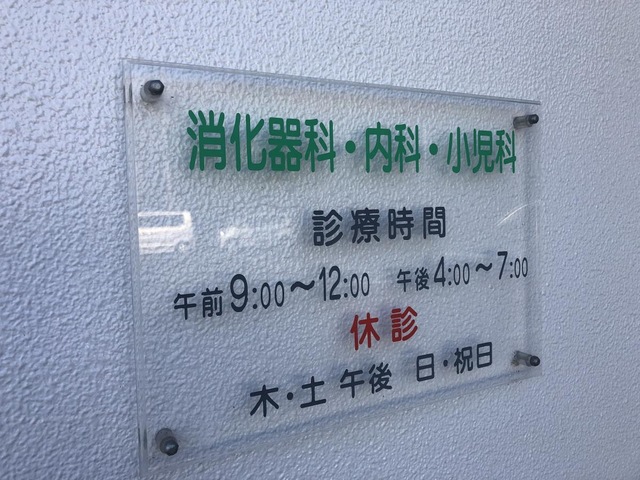 消化器科・内科・小児科
診療時間
午前9:00〜12:00 午後4:00〜7:00
休診
木・土 午後 日・祝日